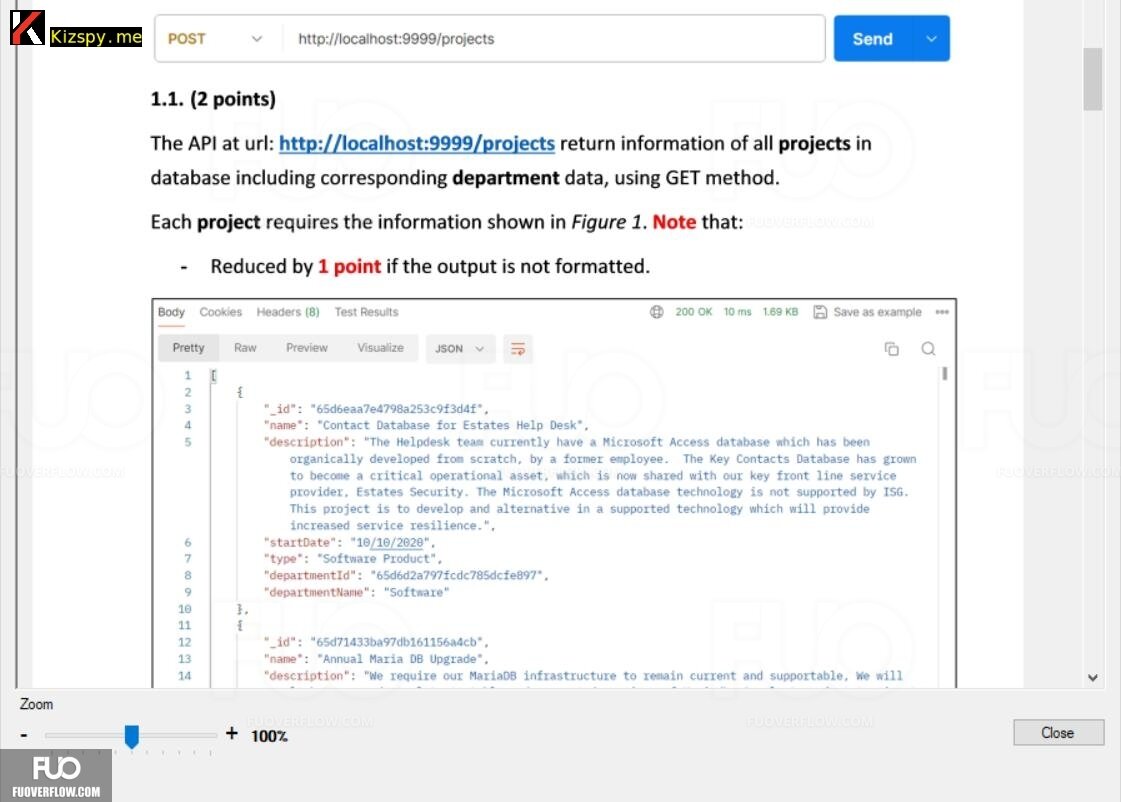 Kizspy.me
POST http://localhost:9999/projects Send
1.1. (2 points)
The API at url: http://localhost:9999/projects return information of all projects in
database including corresponding department data, using GET method.
Each project requires the information shown in Figure 1. Note that:
- Reduced by 1 point if the output is not formatted.
Body Cookies Headers (8) Test Results 200 OK 10 ms 1.69 KB Save as example
Pretty Raw Preview Visualize JSON
1 [
2 {
3 "_id": "65d6eaa7e4798a253c9f3d4f",
4 "name": "Contact Database for Estates Help Desk",
5 "description": "The Helpdesk team currently have a Microsoft Access database which has been
organically developed from scratch, by a former employee. The Key Contacts Database has grown
to become a critical operational asset, which is now shared with our key front line service
provider, Estates Security. The Microsoft Access database technology is not supported by ISG.
This project is to develop and alternative in a supported technology which will provide
increased service resilience.",
6 "startDate": "10/10/2020",
7 "type": "Software Product",
8 "departmentId": "65d6d2a797fcdc785dcfe897",
9 "departmentName": "Software"
10 },
11 {
12 "_id": "65d71433ba97db161156a4cb",
13 "name": "Annual Maria DB Upgrade",
14 "description": "We require our MariaDB infrastructure to remain current and supportable, We will
Zoom
- + 100%
Close
FUO
FUOVERFLOW.COM